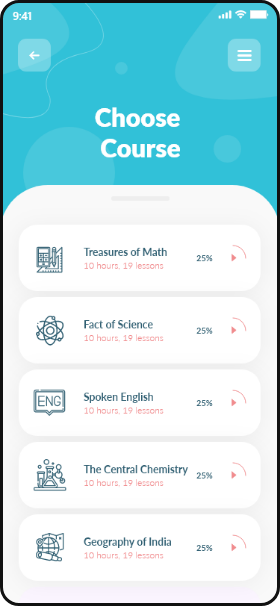 9:41
Choose
Course
Treasures of Math
10 hours, 19 lessons
25%
Fact of Science
10 hours, 19 lessons
25%
ENG
Spoken English
10 hours, 19 lessons
25%
The Central Chemistry
10 hours, 19 lessons
25%
Geography of India
10 hours, 19 lessons
25%